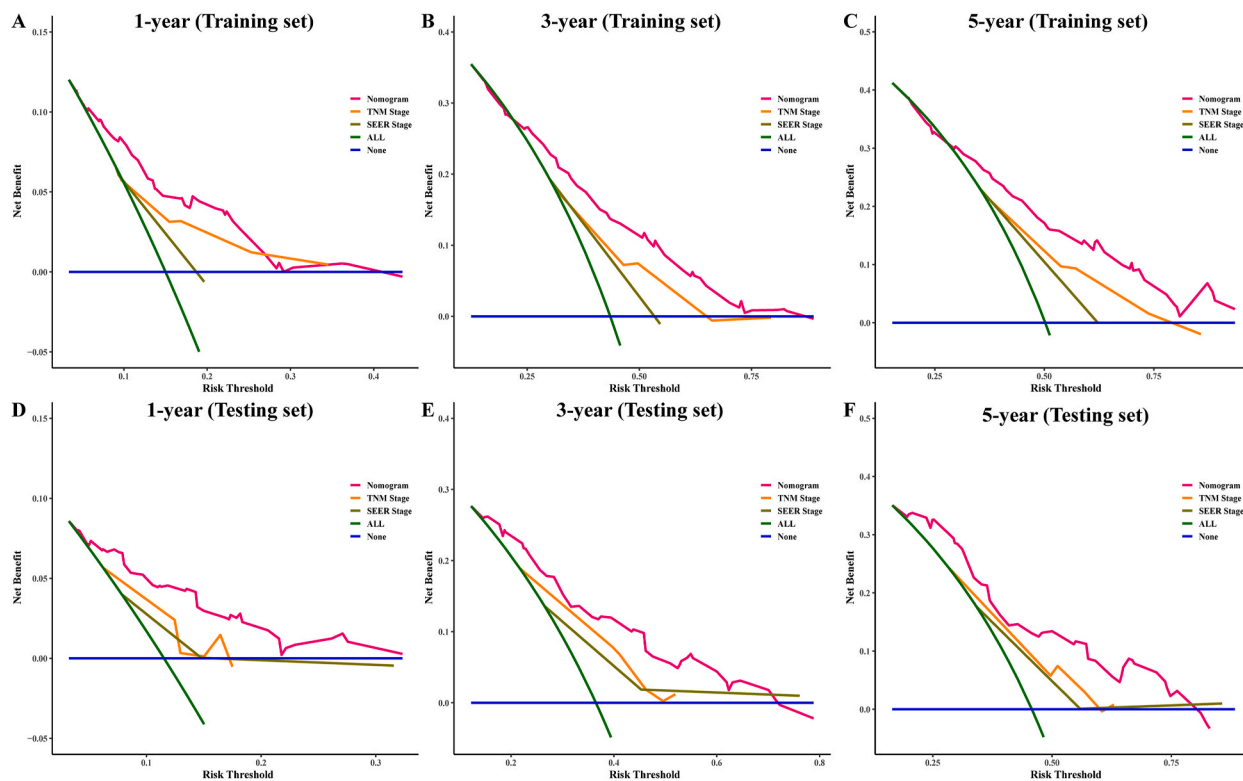 A 1-year (Training set)
0.15
0.10
0.05
0.00
−0.05
Net Benefit
Nomogram
TNM Stage
SEER Stage
ALL
None
0.1 0.2 0.3 0.4
Risk Threshold
B 3-year (Training set)
0.4
0.3
0.2
0.1
0.0
Net Benefit
Nomogram
TNM Stage
SEER Stage
ALL
None
0.25 0.50 0.75
Risk Threshold
C 5-year (Training set)
0.5
0.4
0.3
0.2
0.1
0.0
Net Benefit
Nomogram
TNM Stage
SEER Stage
ALL
None
0.25 0.50 0.75
Risk Threshold
D 1-year (Testing set)
0.15
0.10
0.05
0.00
−0.05
Net Benefit
Nomogram
TNM Stage
SEER Stage
ALL
None
0.1 0.2 0.3
Risk Threshold
E 3-year (Testing set)
0.4
0.3
0.2
0.1
0.0
Net Benefit
Nomogram
TNM Stage
SEER Stage
ALL
None
0.2 0.4 0.6 0.8
Risk Threshold
F 5-year (Testing set)
0.5
0.4
0.3
0.2
0.1
0.0
Net Benefit
Nomogram
TNM Stage
SEER Stage
ALL
None
0.25 0.50 0.75
Risk Threshold